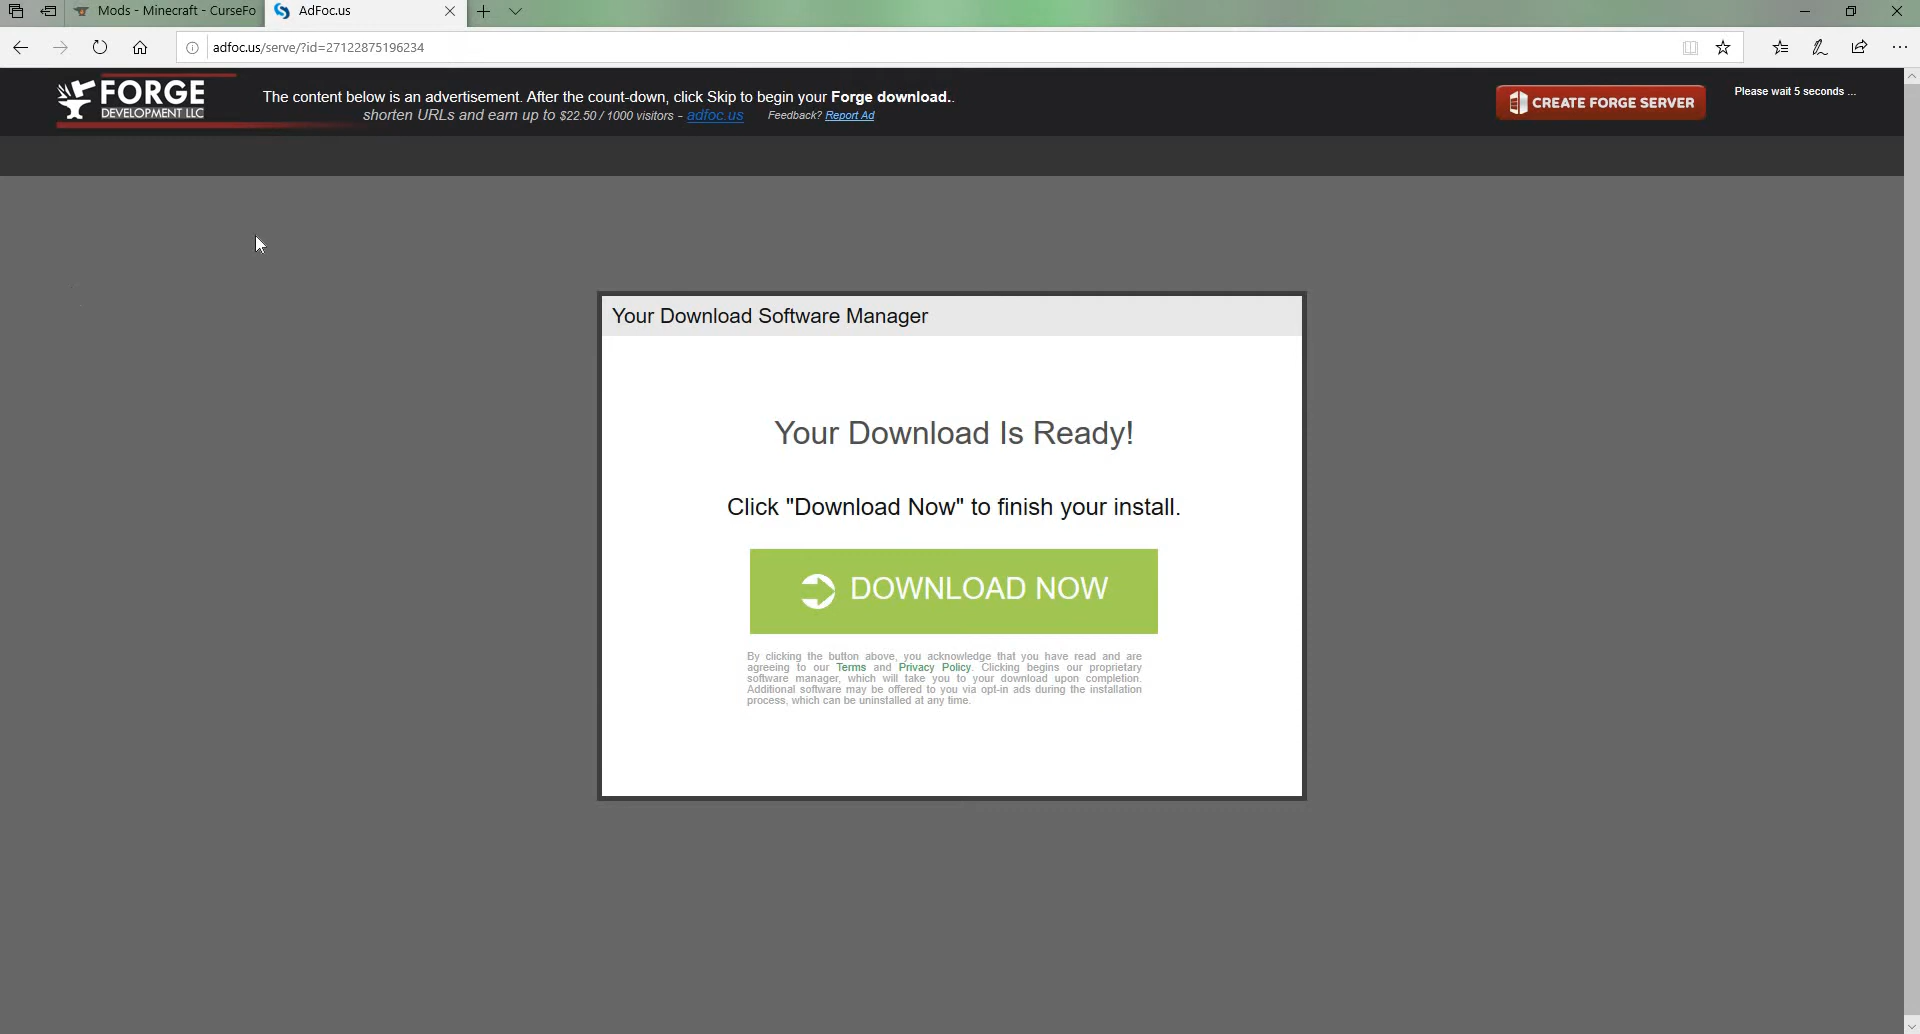 Mods - Minecraft - CurseFo
AdFoc.us
adfoc.us/serve/?id=27122875196234
FORGE
DEVELOPMENT LLC
The content below is an advertisement. After the count-down, click Skip to begin your Forge download..
shorten URLs and earn up to $22.50 / 1000 visitors - adfoc.us Feedback? Report Ad
CREATE FORGE SERVER
Please wait 5 seconds ...
Your Download Software Manager
Your Download Is Ready!
Click "Download Now" to finish your install.
DOWNLOAD NOW
By clicking the button above, you acknowledge that you have read and are
agreeing to our Terms and Privacy Policy. Clicking begins our proprietary
software manager, which will take you to your download upon completion.
Additional software may be offered to you via opt-in ads during the installation
process, which can be uninstalled at any time.